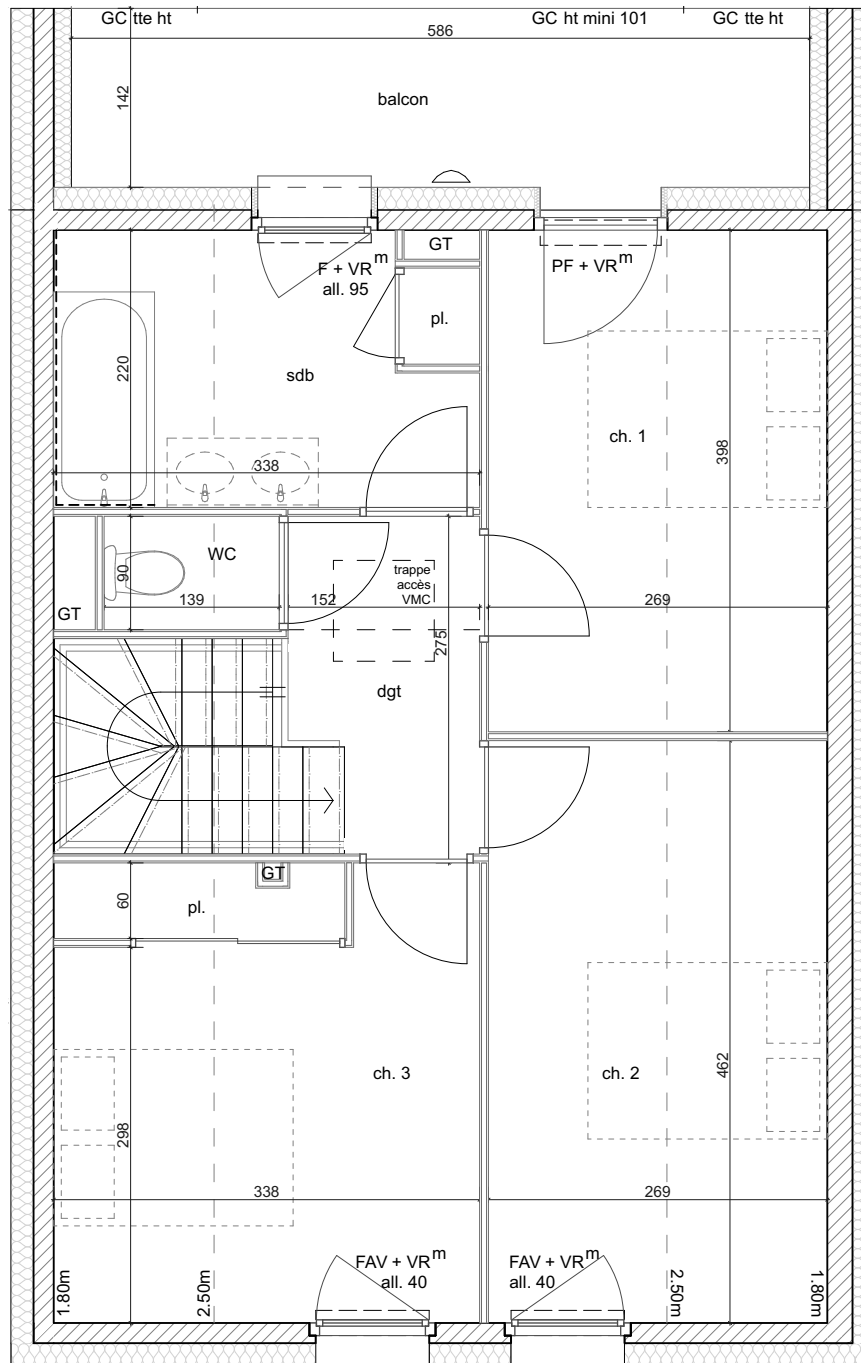 GC tte ht
GC ht mini 101
GC tte ht
586
142
balcon
GT
F + VR m
all. 95
PF + VR m
pl.
220
sdb
ch. 1
398
338
WC
90
trappe
accès
VMC
GT
139
152
269
275
dgt
GT
60
pl.
ch. 3
ch. 2
462
298
338
269
FAV + VR m
all. 40
FAV + VR m
all. 40
1.80m
2.50m
2.50m
1.80m